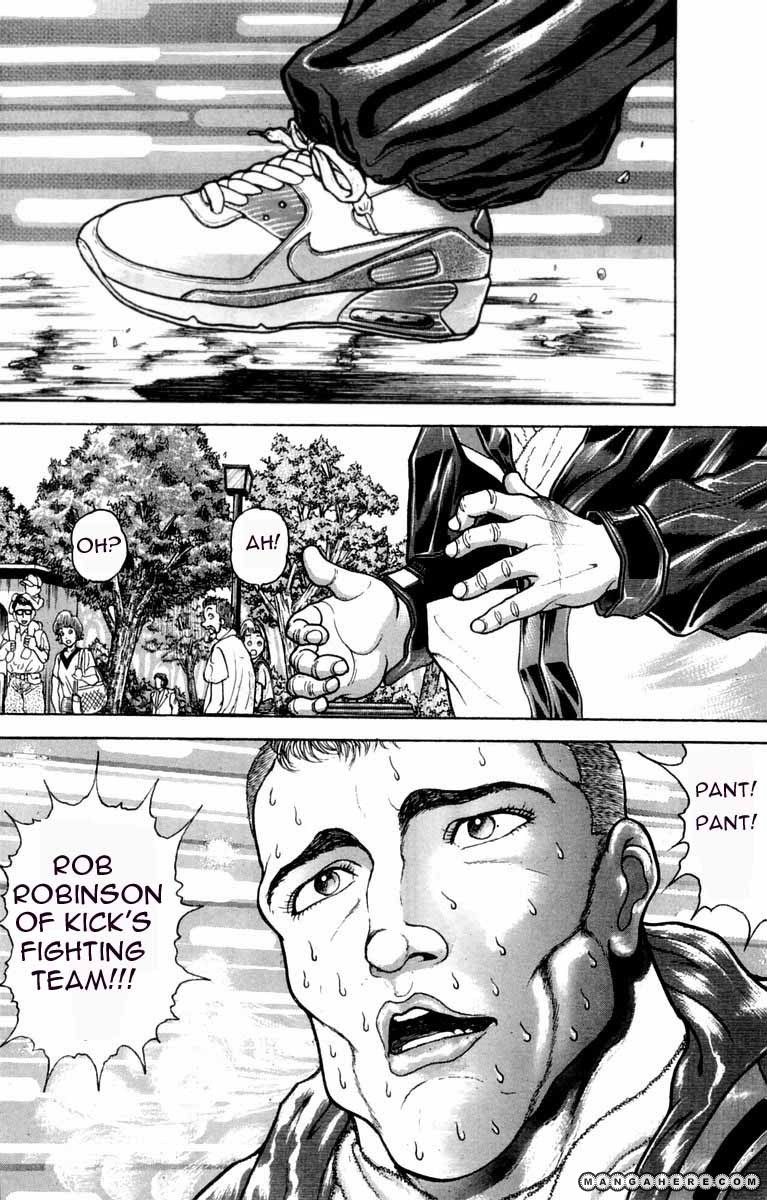 OH?
AH!
PANT!
PANT!
ROB
ROBINSON
OF KICK'S
FIGHTING
TEAM!!!
MANGAHERE.COM